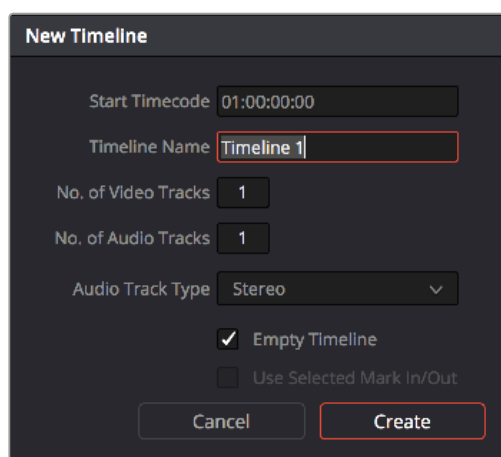 New Timeline
Start Timecode 01:00:00:00
Timeline Name Timeline 1
No. of Video Tracks 1
No. of Audio Tracks 1
Audio Track Type Stereo
Empty Timeline
Use Selected Mark In/Out
Cancel Create